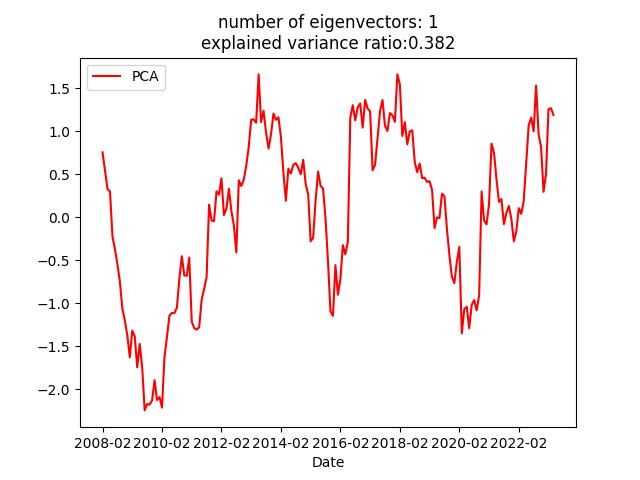 number of eigenvectors: 1
explained variance ratio:0.382
PCA
1.5
1.0
0.5
0.0
−0.5
−1.0
−1.5
−2.0
2008-02 2010-02 2012-02 2014-02 2016-02 2018-02 2020-02 2022-02
Date